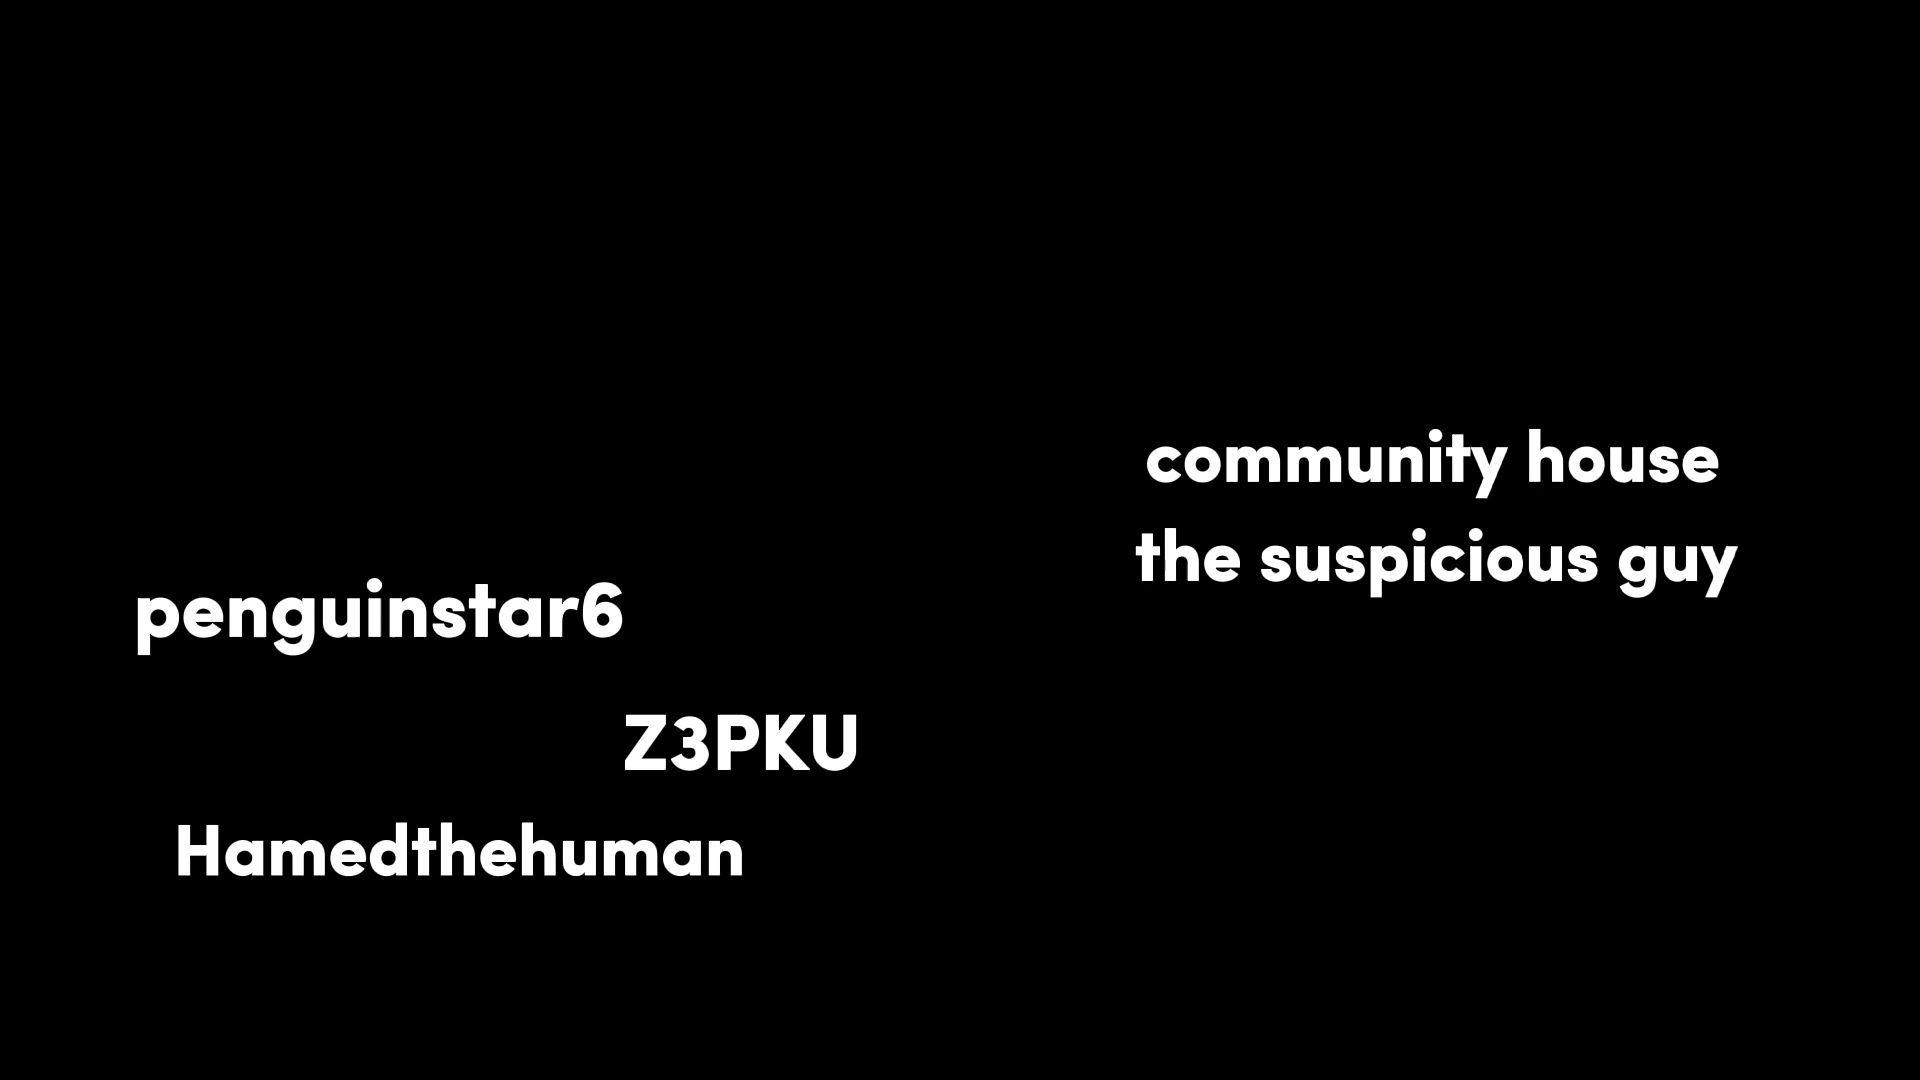 community house
the suspicious guy
penguinstar6
Z3PKU
Hamedthehuman